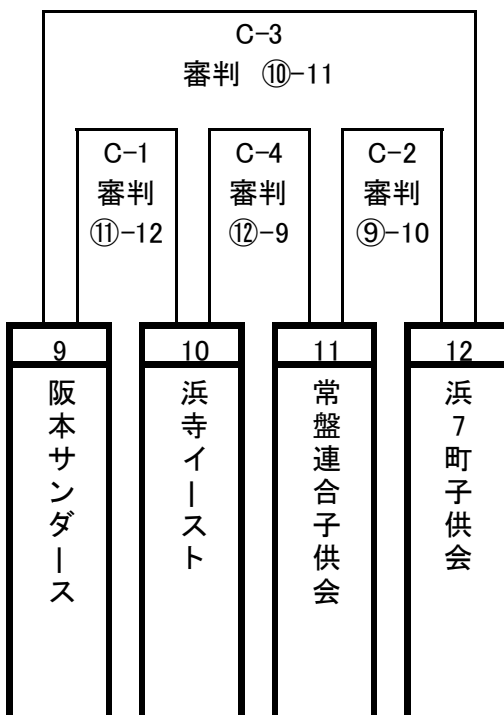 C-3
審判 ⑩-11
C-1
審判
⑪-12
C-4
審判
⑫-9
C-2
審判
⑨-10
9
10
11
12
阪本サンダース
浜寺イースト
常盤連合子供会
浜7町子供会